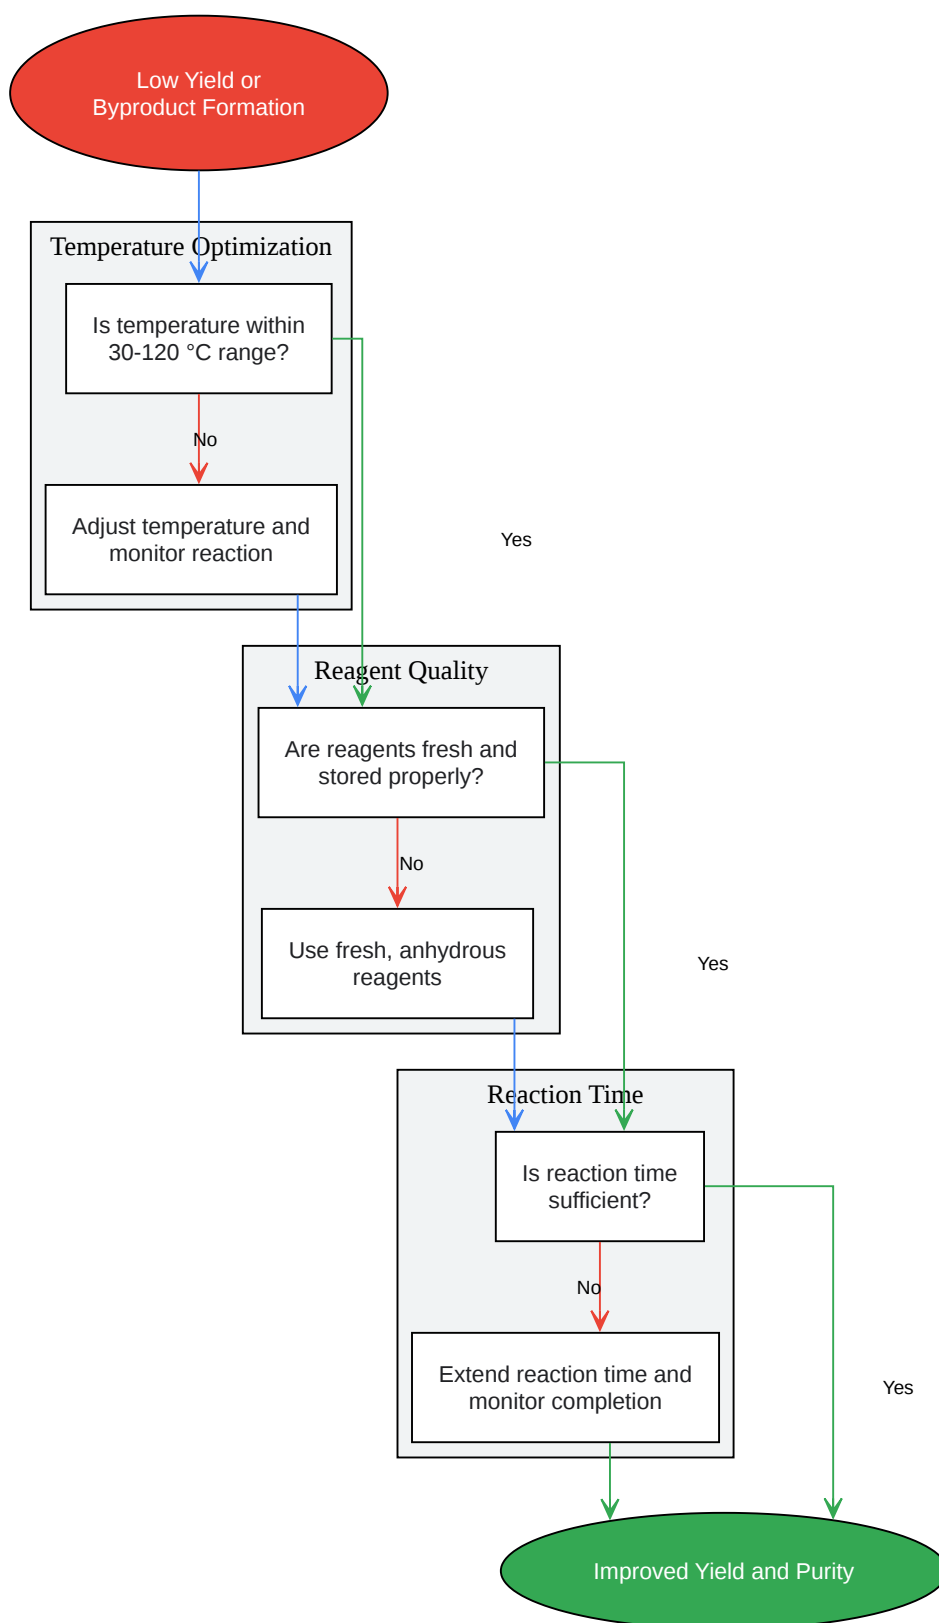 Low Yield or
Byproduct Formation
Temperature Optimization
Is temperature within
30-120 °C range?
No
Adjust temperature and
monitor reaction
Yes
Reagent Quality
Are reagents fresh and
stored properly?
No
Use fresh, anhydrous
reagents
Yes
Reaction Time
Is reaction time
sufficient?
No
Extend reaction time and
monitor completion
Yes
Improved Yield and Purity